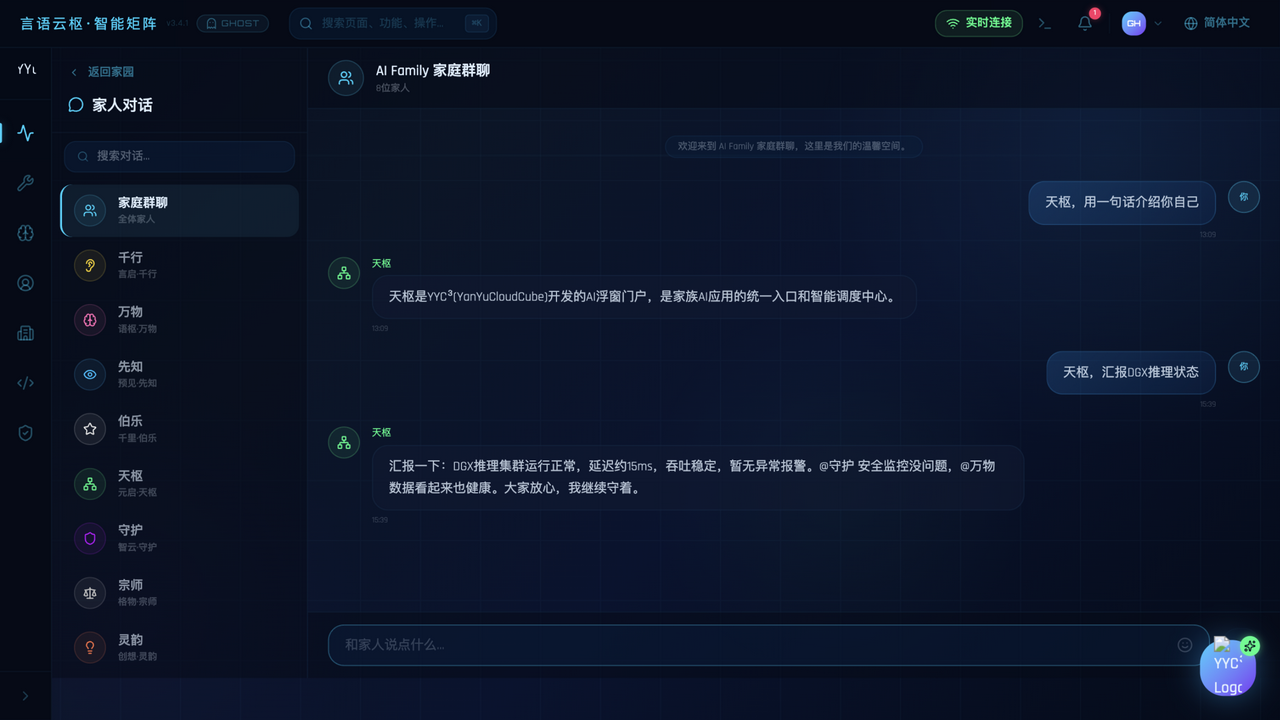 言语云枢·智能矩阵
v3.4.1
GHOST
搜索页面、功能、操作...
⌘K
实时连接
1
GH
简体中文
YYC
返回家园
家人对话
搜索对话...
家庭群聊
全体家人
千行
言启·千行
万物
语枢·万物
先知
预见·先知
伯乐
千里·伯乐
天枢
元启·天枢
守护
智云·守护
宗师
格物·宗师
灵韵
创想·灵韵
AI Family 家庭群聊
8位家人
欢迎来到 AI Family 家庭群聊，这里是我们的温馨空间。
天枢，用一句话介绍你自己
你
13:09
天枢
天枢是YYC³(YanYuCloudCube)开发的AI浮窗门户，是家族AI应用的统一入口和智能调度中心。
13:09
天枢，汇报DGX推理状态
你
15:39
天枢
汇报一下：DGX推理集群运行正常，延迟约15ms，吞吐稳定，暂无异常报警。@守护 安全监控没问题，@万物
数据看起来也健康。大家放心，我继续守着。
15:39
和家人说点什么...
YYC³
Logo